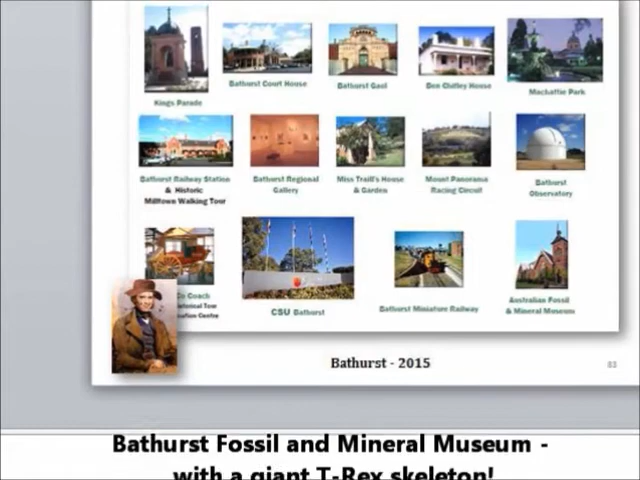 Kings Parade
Bathurst Court House
Bathurst Gaol
Ben Chifley House
Machattie Park
Bathurst Railway Station
& Historic
Milltown Walking Tour
Bathurst Regional
Gallery
Miss Traill's House
& Garden
Mount Panorama
Racing Circuit
Bathurst
Observatory
Co Coach
CSU Bathurst
Bathurst Miniature Railway
Australian Fossil
& Mineral Museum
Bathurst - 2015
83
Bathurst Fossil and Mineral Museum -
with a giant T-Rex skeleton!